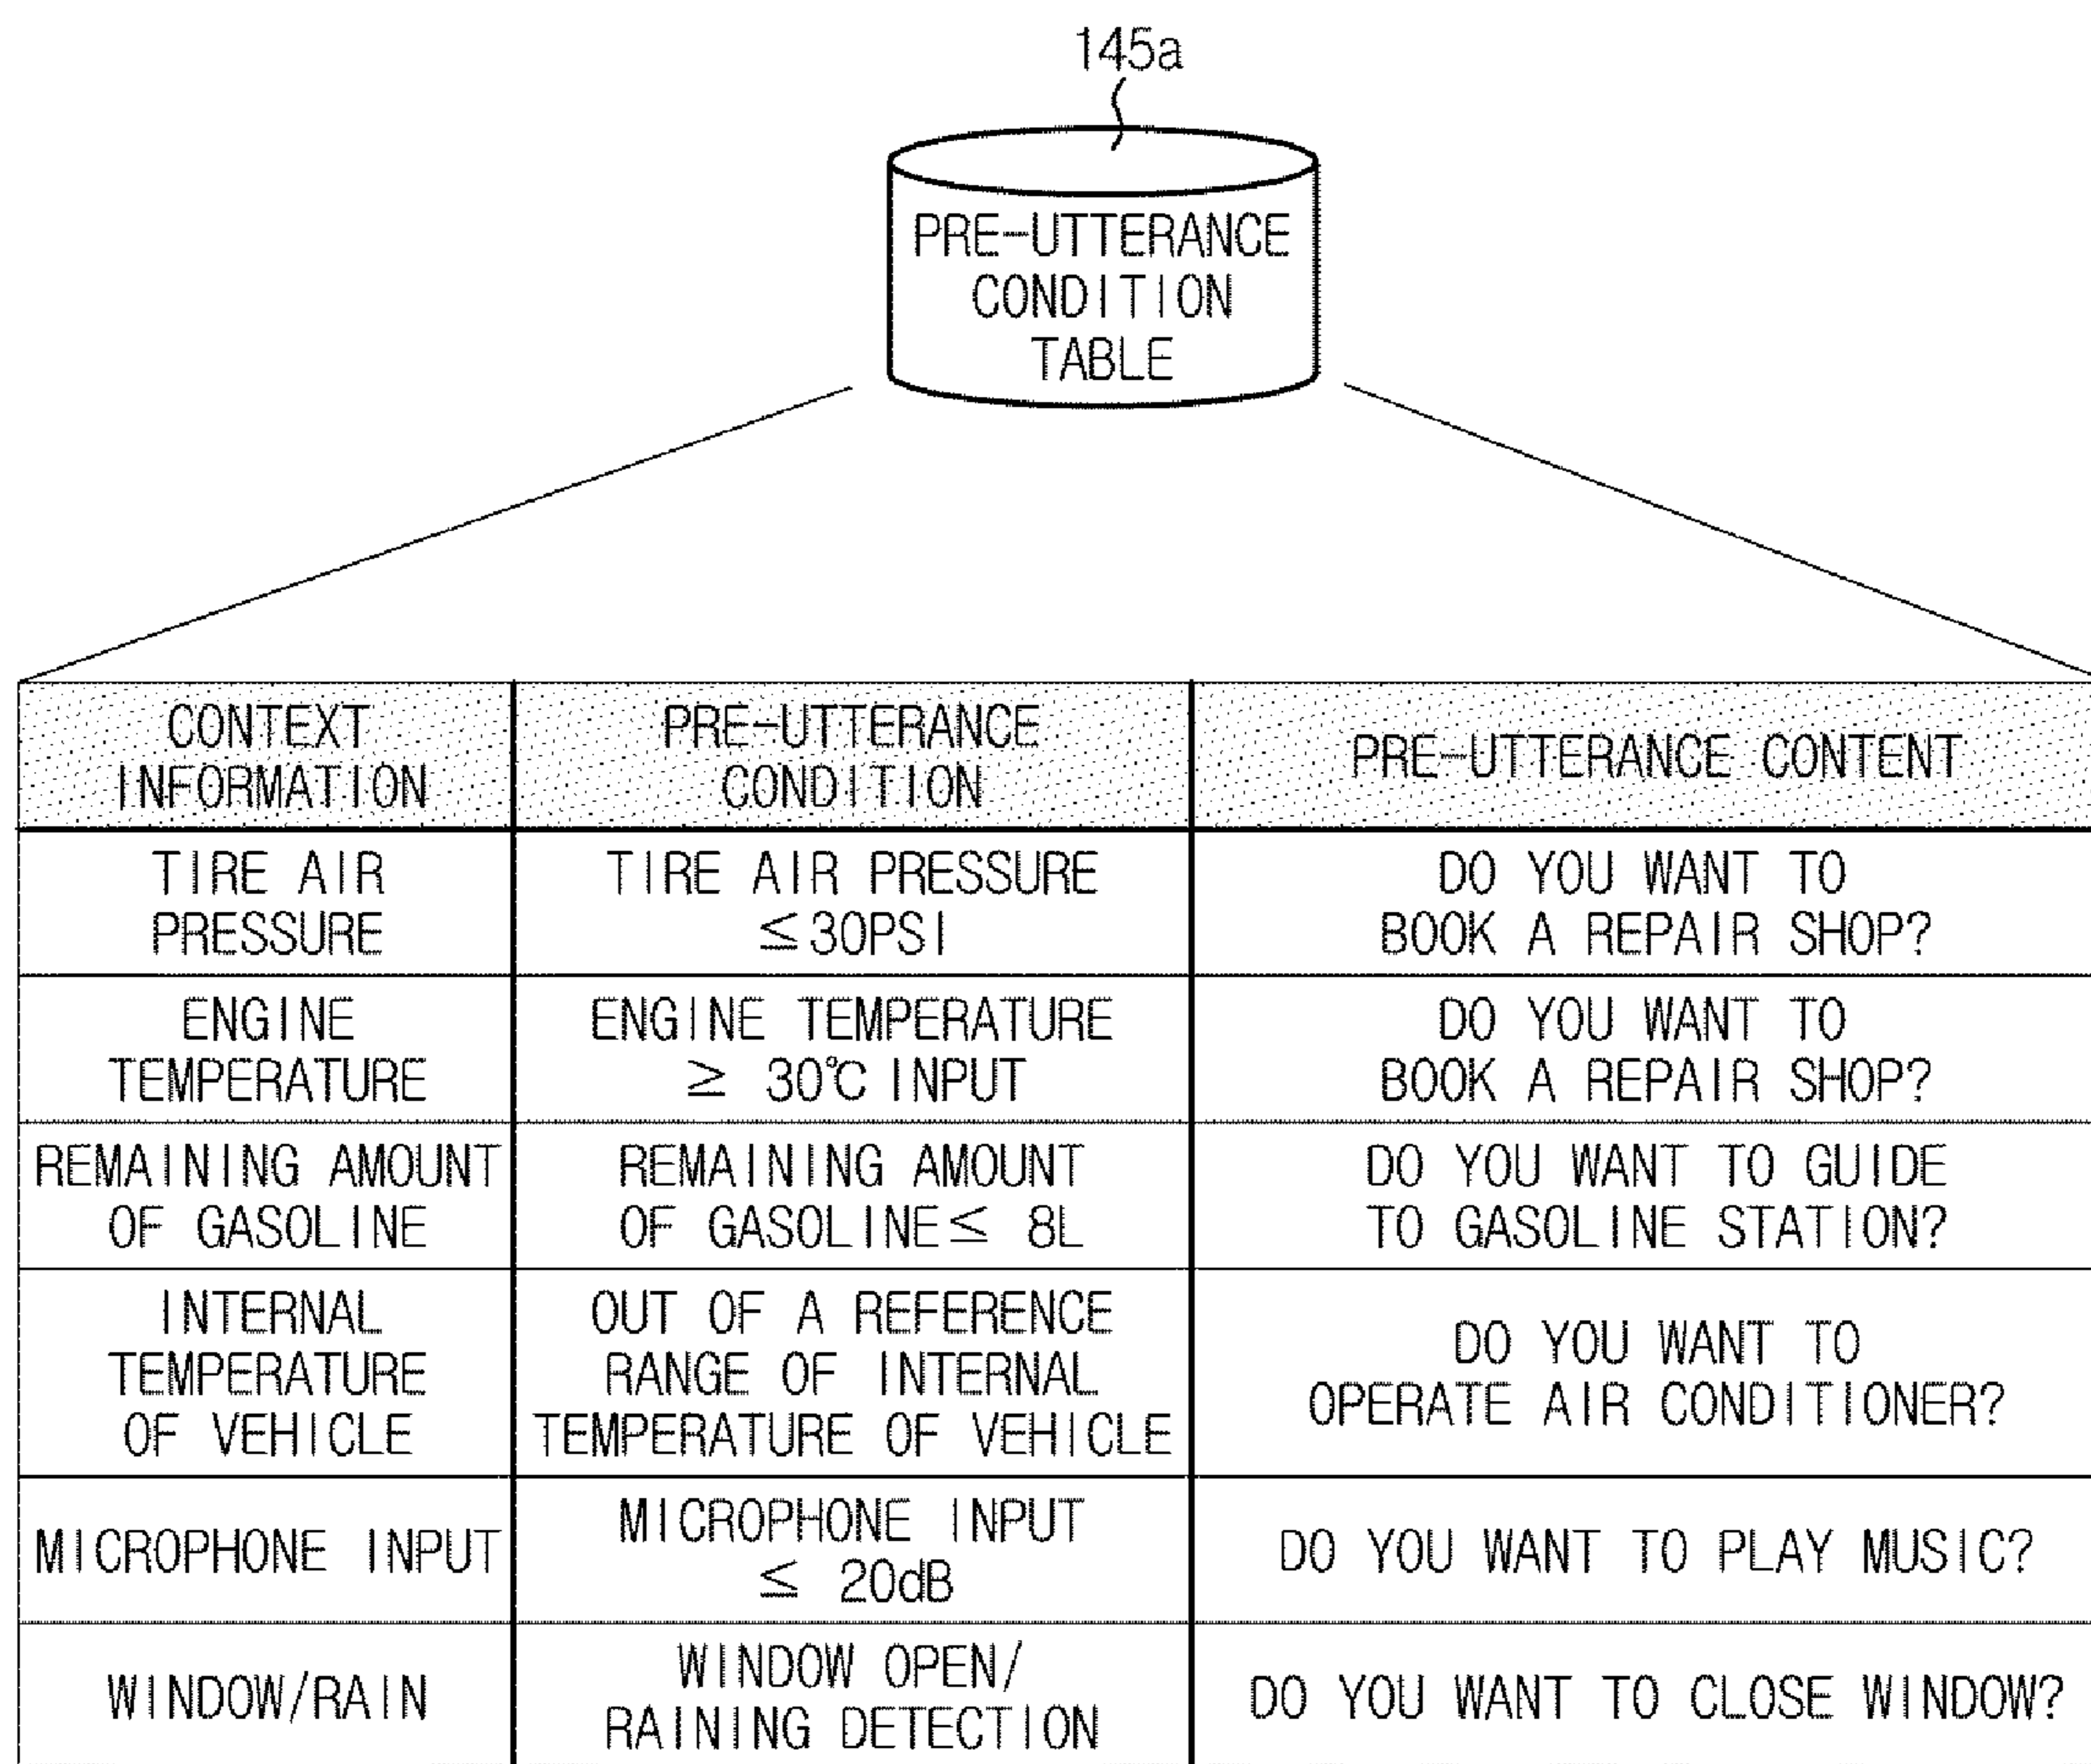 145a
PRE-UTTERANCE
CONDITION
TABLE
CONTEXT
INFORMATION
PRE-UTTERANCE
CONDITION
PRE-UTTERANCE CONTENT
TIRE AIR
PRESSURE
TIRE AIR PRESSURE
≤30PSI
DO YOU WANT TO
BOOK A REPAIR SHOP?
ENGINE
TEMPERATURE
ENGINE TEMPERATURE
≥ 30℃ INPUT
DO YOU WANT TO
BOOK A REPAIR SHOP?
REMAINING AMOUNT
OF GASOLINE
REMAINING AMOUNT
OF GASOLINE≤ 8L
DO YOU WANT TO GUIDE
TO GASOLINE STATION?
INTERNAL
TEMPERATURE
OF VEHICLE
OUT OF A REFERENCE
RANGE OF INTERNAL
TEMPERATURE OF VEHICLE
DO YOU WANT TO
OPERATE AIR CONDITIONER?
MICROPHONE INPUT
MICROPHONE INPUT
≤ 20dB
DO YOU WANT TO PLAY MUSIC?
WINDOW/RAIN
WINDOW OPEN/
RAINING DETECTION
DO YOU WANT TO CLOSE WINDOW?